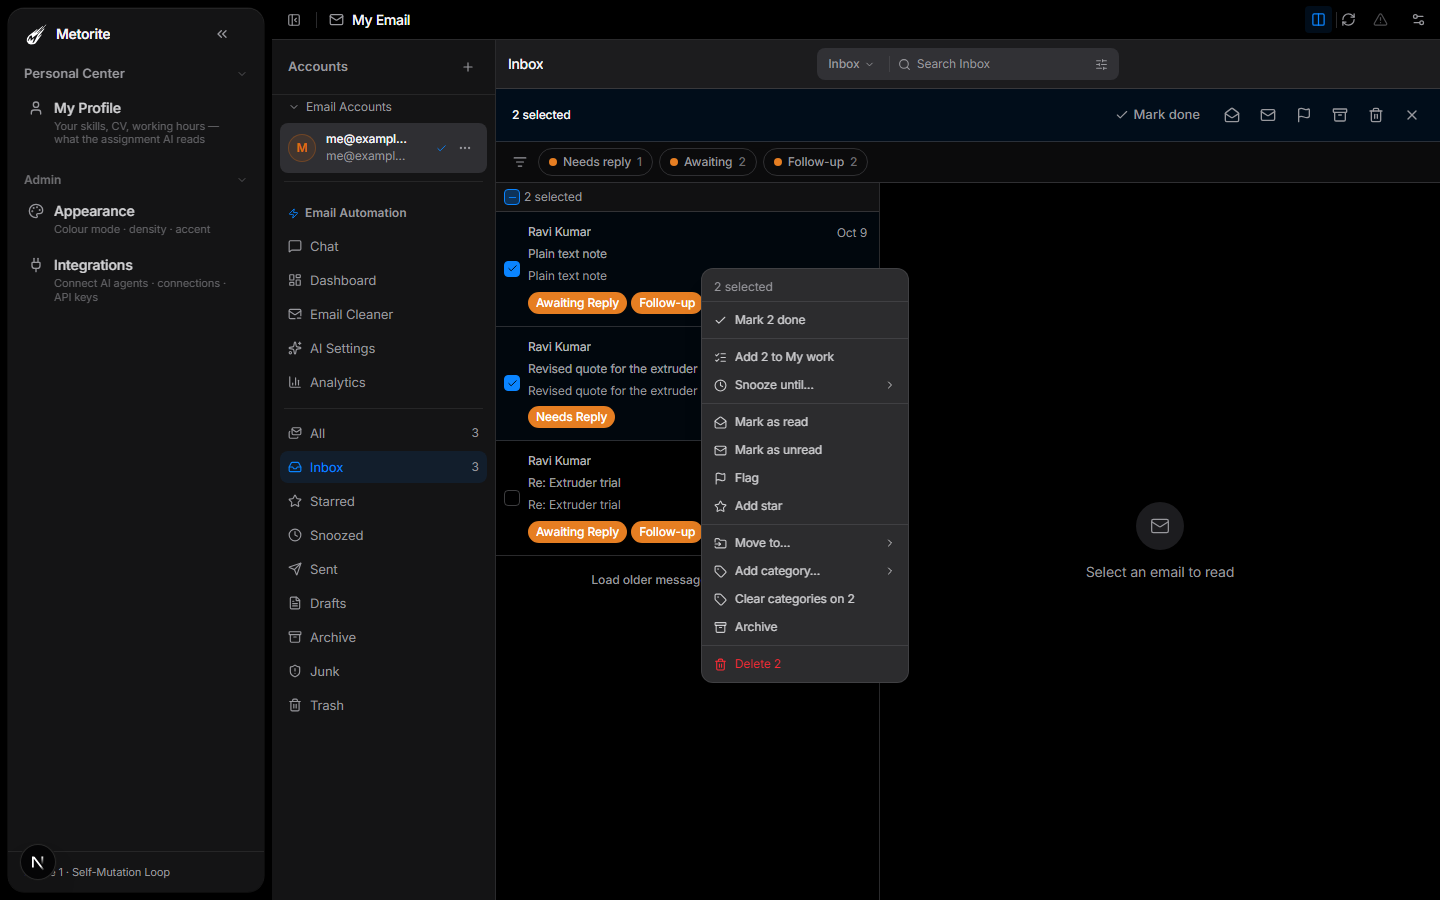 Metorite
Personal Center
My Profile
Your skills, CV, working hours —
what the assignment AI reads
Admin
Appearance
Colour mode · density · accent
Integrations
Connect AI agents · connections ·
API keys
1 · Self-Mutation Loop
My Email
Accounts
Email Accounts
M
me@exampl...
me@exampl...
Email Automation
Chat
Dashboard
Email Cleaner
AI Settings
Analytics
All 3
Inbox 3
Starred
Snoozed
Sent
Drafts
Archive
Junk
Trash
Inbox
Inbox
Search Inbox
2 selected
Mark done
Needs reply 1
Awaiting 2
Follow-up 2
2 selected
Ravi Kumar Oct 9
Plain text note
Plain text note
Awaiting Reply Follow-up
Ravi Kumar
Revised quote for the extruder
Revised quote for the extruder
Needs Reply
Ravi Kumar
Re: Extruder trial
Re: Extruder trial
Awaiting Reply Follow-up
Load older messag
2 selected
Mark 2 done
Add 2 to My work
Snooze until...
Mark as read
Mark as unread
Flag
Add star
Move to...
Add category...
Clear categories on 2
Archive
Delete 2
Select an email to read